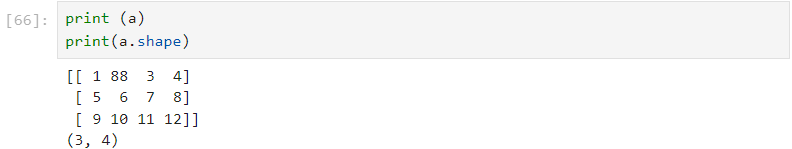 [66]: print (a)
print(a.shape)
[[ 1 88  3  4]
 [ 5  6  7  8]
 [ 9 10 11 12]]
(3, 4)